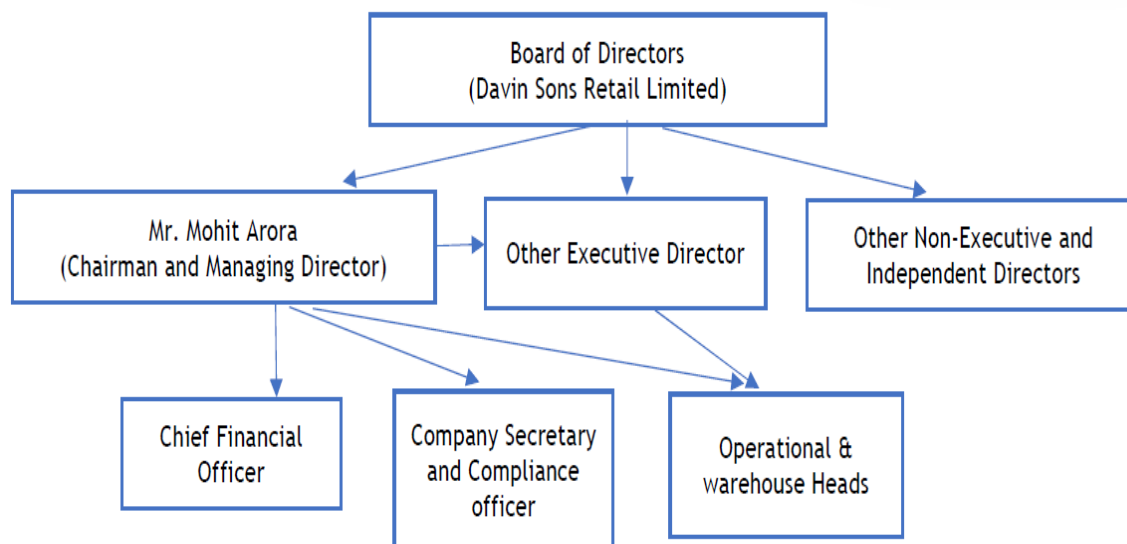 Board of Directors
(Davin Sons Retail Limited)
Mr. Mohit Arora
(Chairman and Managing Director)
Other Executive Director
Other Non-Executive and
Independent Directors
Chief Financial
Officer
Company Secretary
and Compliance
officer
Operational &
warehouse Heads